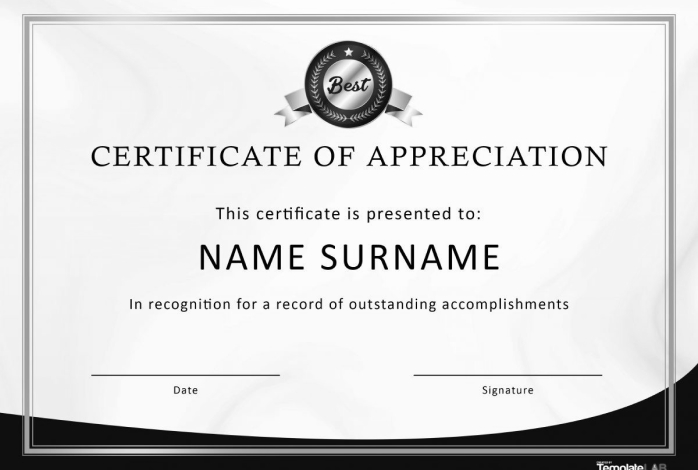 Best
CERTIFICATE OF APPRECIATION
This certificate is presented to:
NAME SURNAME
In recognition for a record of outstanding accomplishments
Date
Signature
TemplateLAB